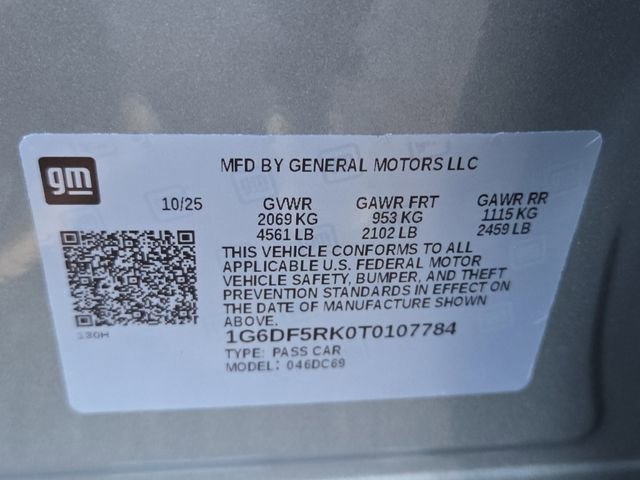 gm
MFD BY GENERAL MOTORS LLC
10/25
GVWR
2069 KG
4561 LB
GAWR FRT
953 KG
2102 LB
GAWR RR
1115 KG
2459 LB
THIS VEHICLE CONFORMS TO ALL
APPLICABLE U.S. FEDERAL MOTOR
VEHICLE SAFETY, BUMPER, AND THEFT
PREVENTION STANDARDS IN EFFECT ON
THE DATE OF MANUFACTURE SHOWN
ABOVE.
130H
1G6DF5RK0T0107784
TYPE: PASS CAR
MODEL: 046DC69